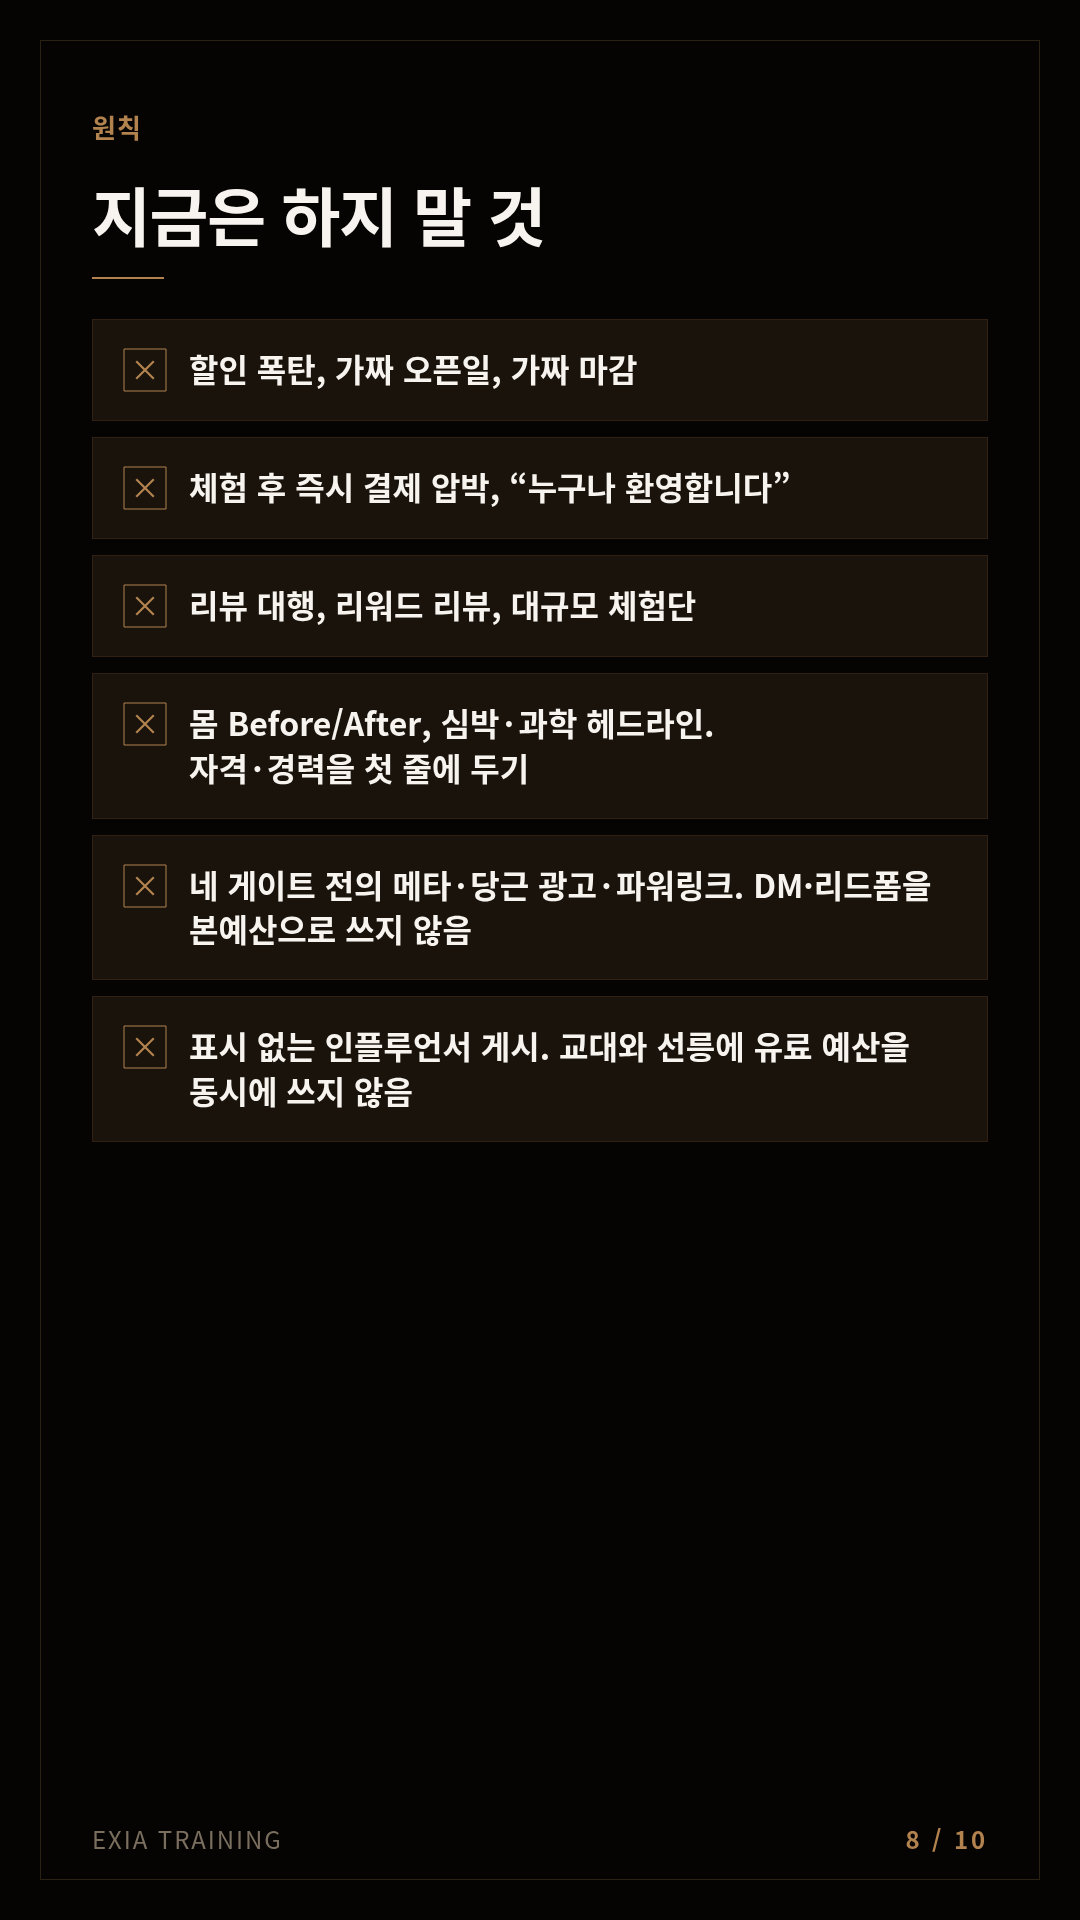 원칙
지금은 하지 말 것
할인 폭탄, 가짜 오픈일, 가짜 마감
체험 후 즉시 결제 압박, “누구나 환영합니다”
리뷰 대행, 리워드 리뷰, 대규모 체험단
몸 Before/After, 심박·과학 헤드라인.
자격·경력을 첫 줄에 두기
네 게이트 전의 메타·당근 광고·파워링크. DM·리드폼을
본예산으로 쓰지 않음
표시 없는 인플루언서 게시. 교대와 선릉에 유료 예산을
동시에 쓰지 않음
EXIA TRAINING
8 / 10